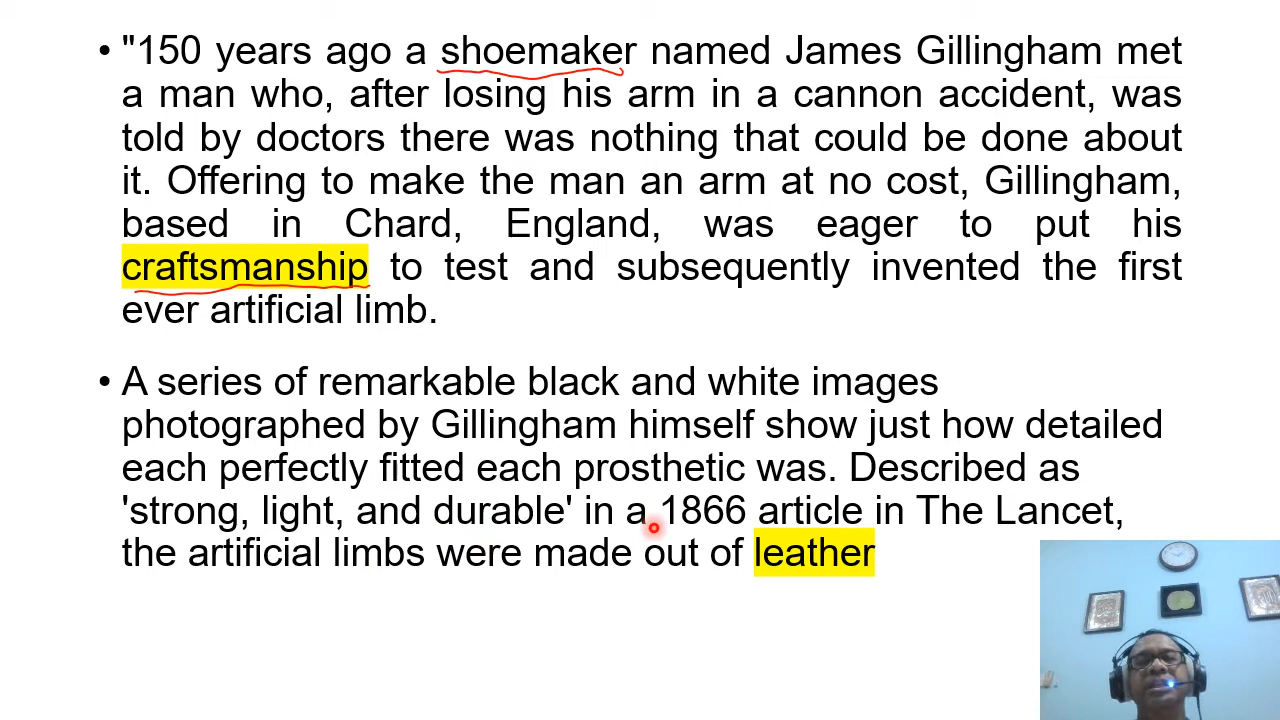 • "150 years ago a shoemaker named James Gillingham met
a man who, after losing his arm in a cannon accident, was
told by doctors there was nothing that could be done about
it. Offering to make the man an arm at no cost, Gillingham,
based in Chard, England, was eager to put his
craftsmanship to test and subsequently invented the first
ever artificial limb.
• A series of remarkable black and white images
photographed by Gillingham himself show just how detailed
each perfectly fitted each prosthetic was. Described as
'strong, light, and durable' in a 1866 article in The Lancet,
the artificial limbs were made out of leather